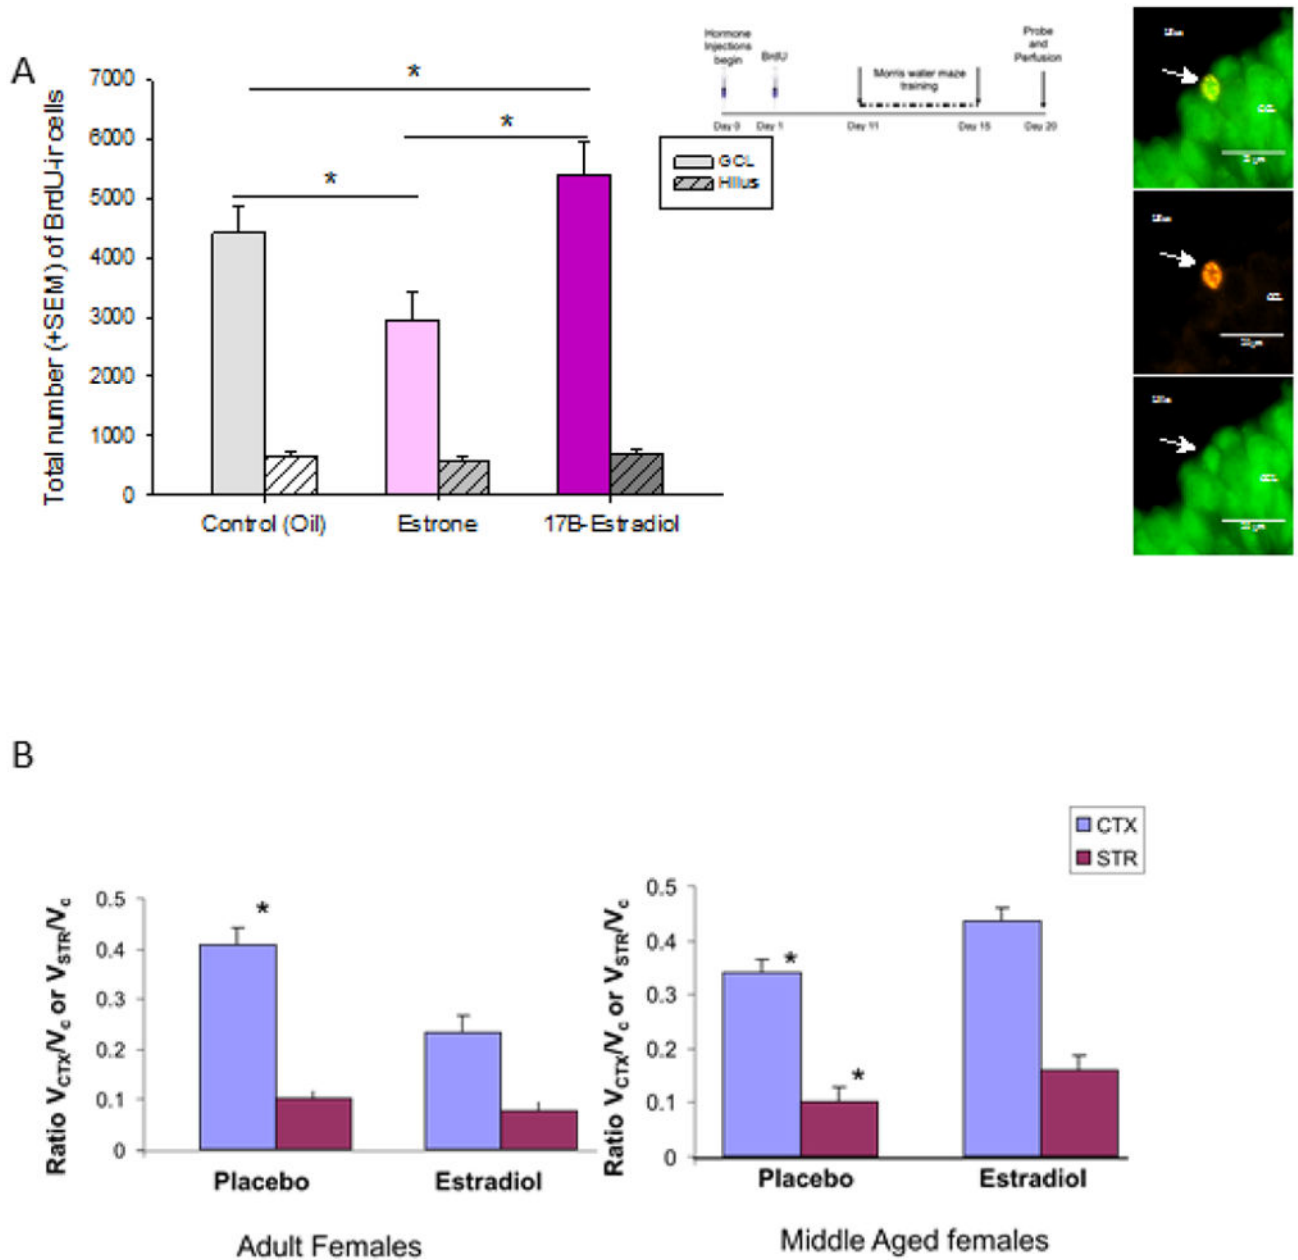 A
Total number (+SEM) of BrdU-ir cells
7000
6000
5000
4000
3000
2000
1000
0
*
*
*
Control (Oil)
Estrone
17B-Estradiol
GCL
Hilus
Hormone
Injections
begin
BrdU
Morris water maze
training
Probe
and
Perfusion
Day 0
Day 1
Day 11
Day 15
Day 20
B
Ratio VCTX/Vc or VSTR/Vc
0.5
0.4
0.3
0.2
0.1
0
*
Placebo
Estradiol
Adult Females
Ratio VCTX/Vc or VSTR/Vc
0.5
0.4
0.3
0.2
0.1
0
*
*
Placebo
Estradiol
Middle Aged females
CTX
STR